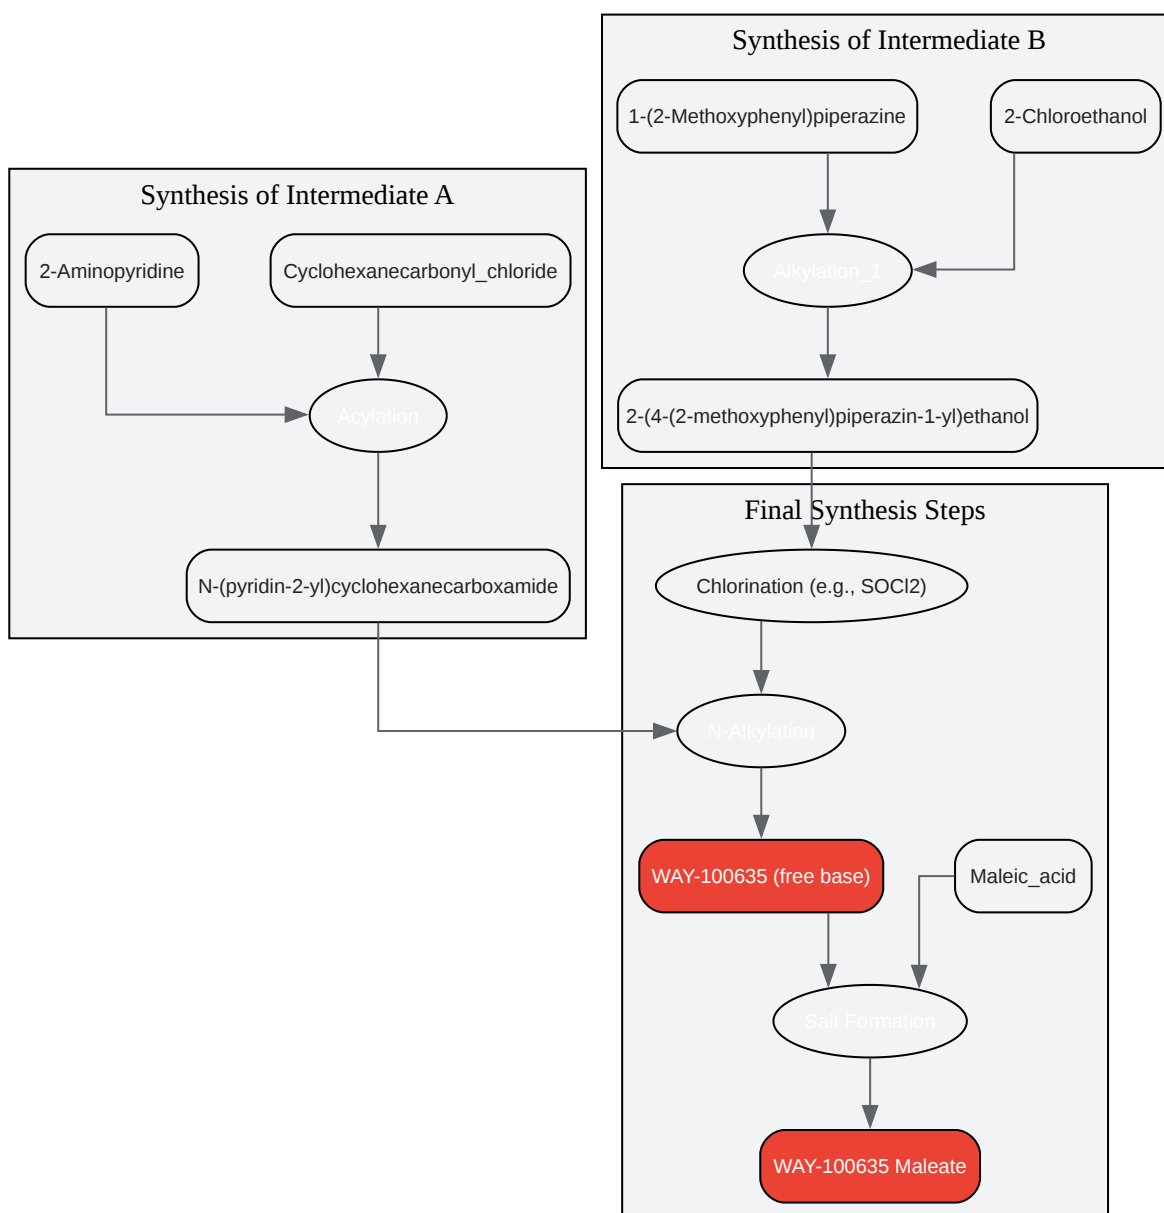 Synthesis of Intermediate B
1-(2-Methoxyphenyl)piperazine
2-Chloroethanol
Alkylation_1
2-(4-(2-methoxyphenyl)piperazin-1-yl)ethanol
Synthesis of Intermediate A
2-Aminopyridine
Cyclohexanecarbonyl_chloride
Acylation
N-(pyridin-2-yl)cyclohexanecarboxamide
Final Synthesis Steps
Chlorination (e.g., SOCl2)
N-Alkylation
WAY-100635 (free base)
Maleic_acid
Salt Formation
WAY-100635 Maleate